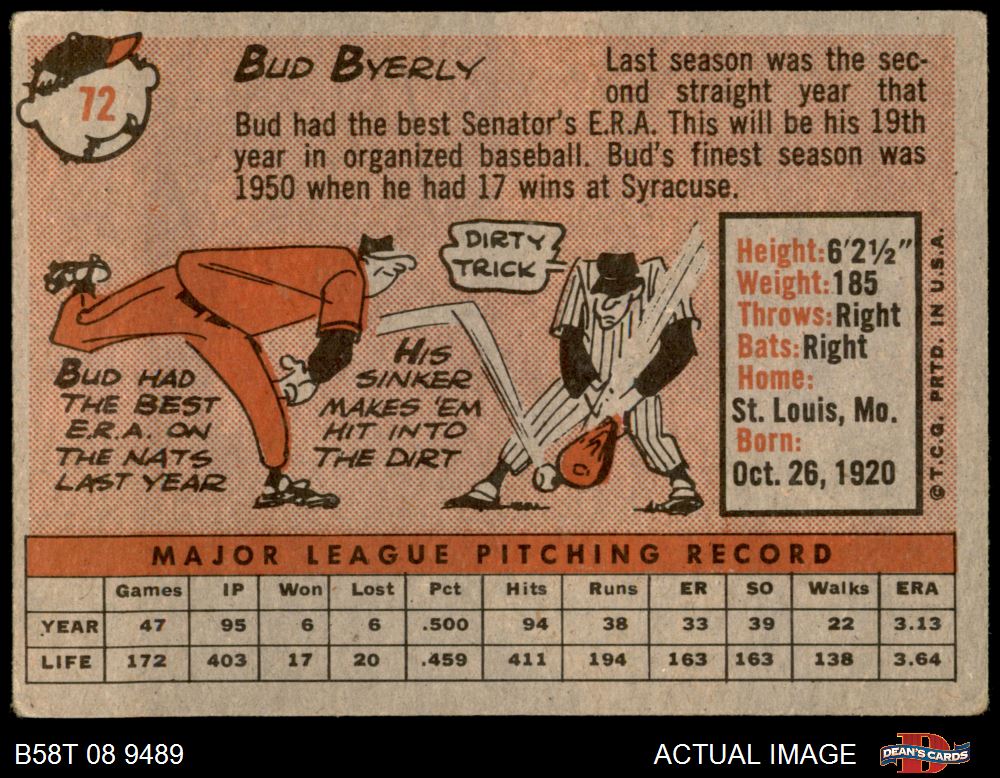 72
BUD BYERLY
Last season was the sec-
ond straight year that
Bud had the best Senator's E.R.A. This will be his 19th
year in organized baseball. Bud's finest season was
1950 when he had 17 wins at Syracuse.
DIRTY
TRICK
BUD HAD
THE BEST
E.R.A. ON
THE NATS
LAST YEAR
HIS
SINKER
MAKES 'EM
HIT INTO
THE DIRT
Height: 6'2½"
Weight: 185
Throws: Right
Bats: Right
Home:
St. Louis, Mo.
Born:
Oct. 26, 1920
© T.C.G. PRTD. IN U.S.A.
MAJOR LEAGUE PITCHING RECORD
Games IP Won Lost Pct Hits Runs ER SO Walks ERA
YEAR 47 95 6 6 .500 94 38 33 39 22 3.13
LIFE 172 403 17 20 .459 411 194 163 163 138 3.64
B58T 08 9489
ACTUAL IMAGE
D
DEAN'S CARDS